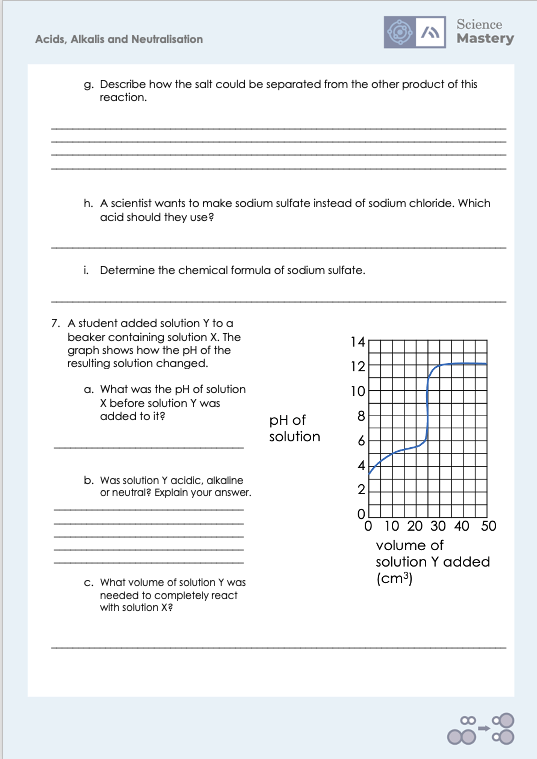 Acids, Alkalis and Neutralisation
Science
Mastery
g. Describe how the salt could be separated from the other product of this
reaction.
h. A scientist wants to make sodium sulfate instead of sodium chloride. Which
acid should they use?
i. Determine the chemical formula of sodium sulfate.
7. A student added solution Y to a
beaker containing solution X. The
graph shows how the pH of the
resulting solution changed.
a. What was the pH of solution
X before solution Y was
added to it?
b. Was solution Y acidic, alkaline
or neutral? Explain your answer.
c. What volume of solution Y was
needed to completely react
with solution X?
pH of
solution
14
12
10
8
6
4
2
0
0 10 20 30 40 50
volume of
solution Y added
(cm³)